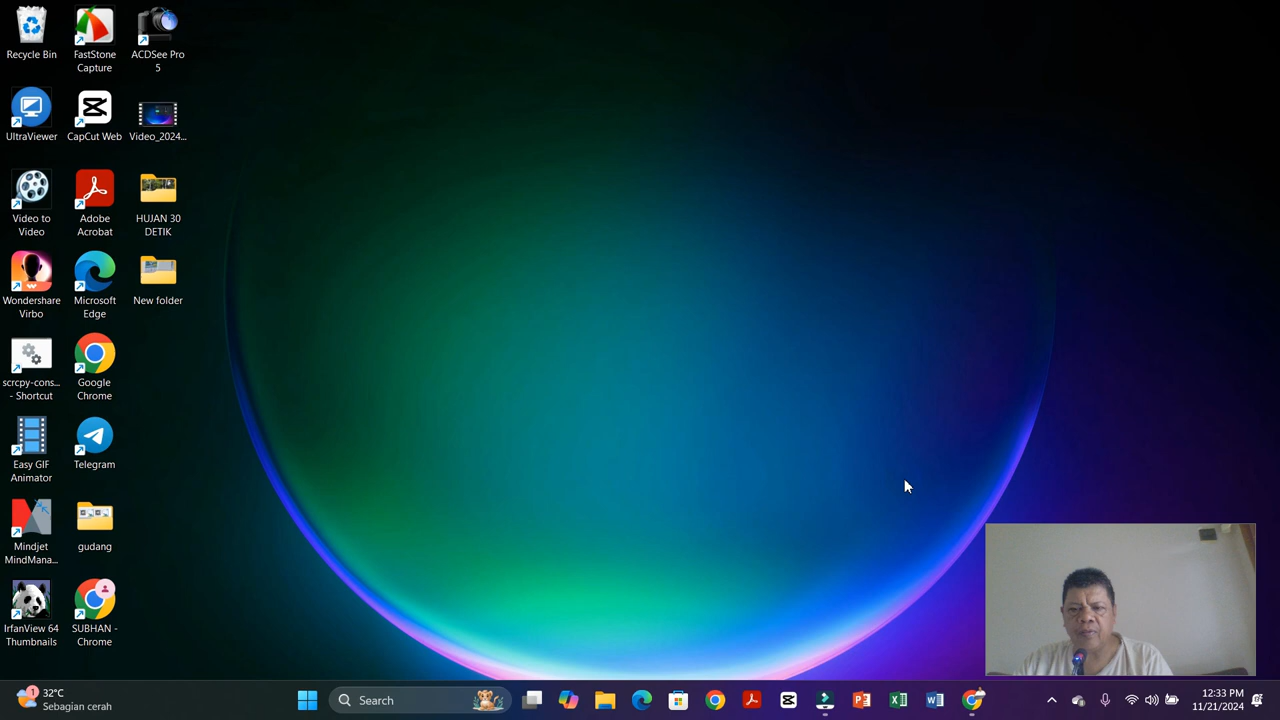 Recycle Bin
FastStone
Capture
ACDSee Pro
5
UltraViewer
CapCut Web
Video_2024...
Video to
Video
Adobe
Acrobat
HUJAN 30
DETIK
Wondershare
Virbo
Microsoft
Edge
New folder
scrcpy-cons...
- Shortcut
Google
Chrome
Easy GIF
Animator
Telegram
Mindjet
MindMana...
gudang
IrfanView 64
Thumbnails
SUBHAN -
Chrome
1
32°C
Sebagian cerah
Search
12:33 PM
11/21/2024